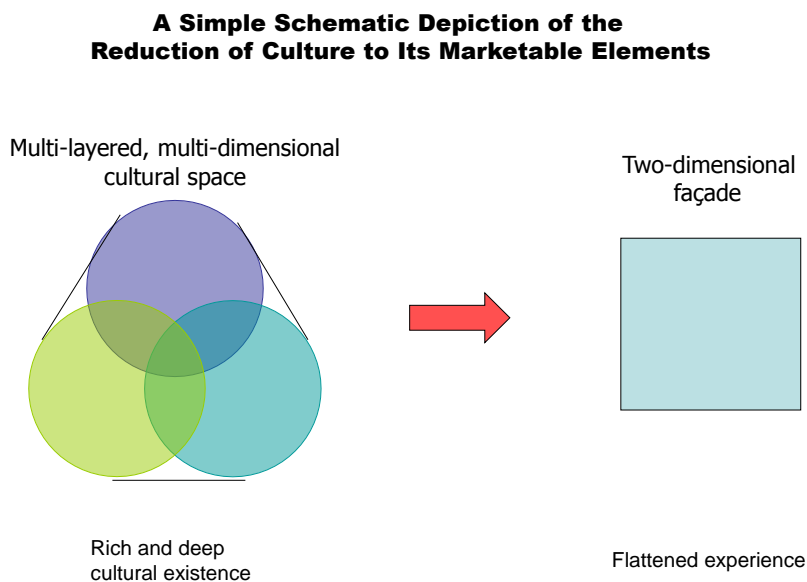 A Simple Schematic Depiction of the
Reduction of Culture to Its Marketable Elements
Multi-layered, multi-dimensional
cultural space
Two-dimensional
façade
Rich and deep
cultural existence
Flattened experience